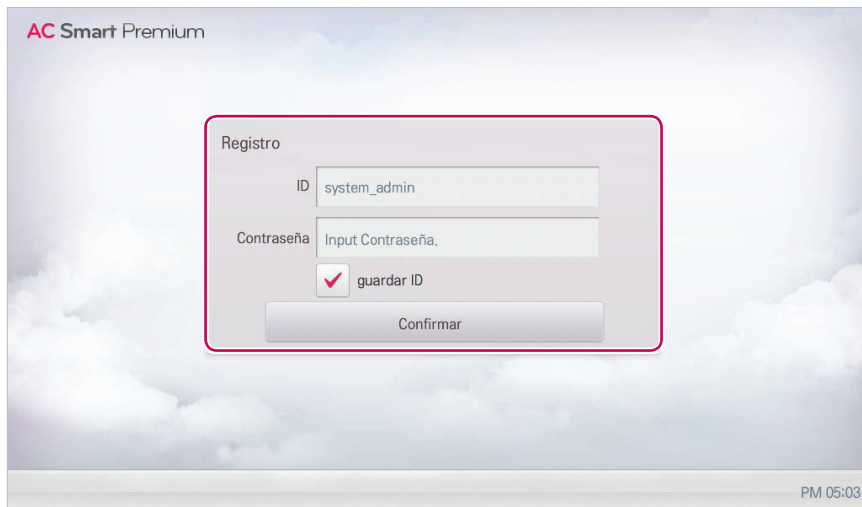 AC Smart Premium
Registro
ID system_admin
Contraseña Input Contraseña.
guardar ID
Confirmar
PM 05:03